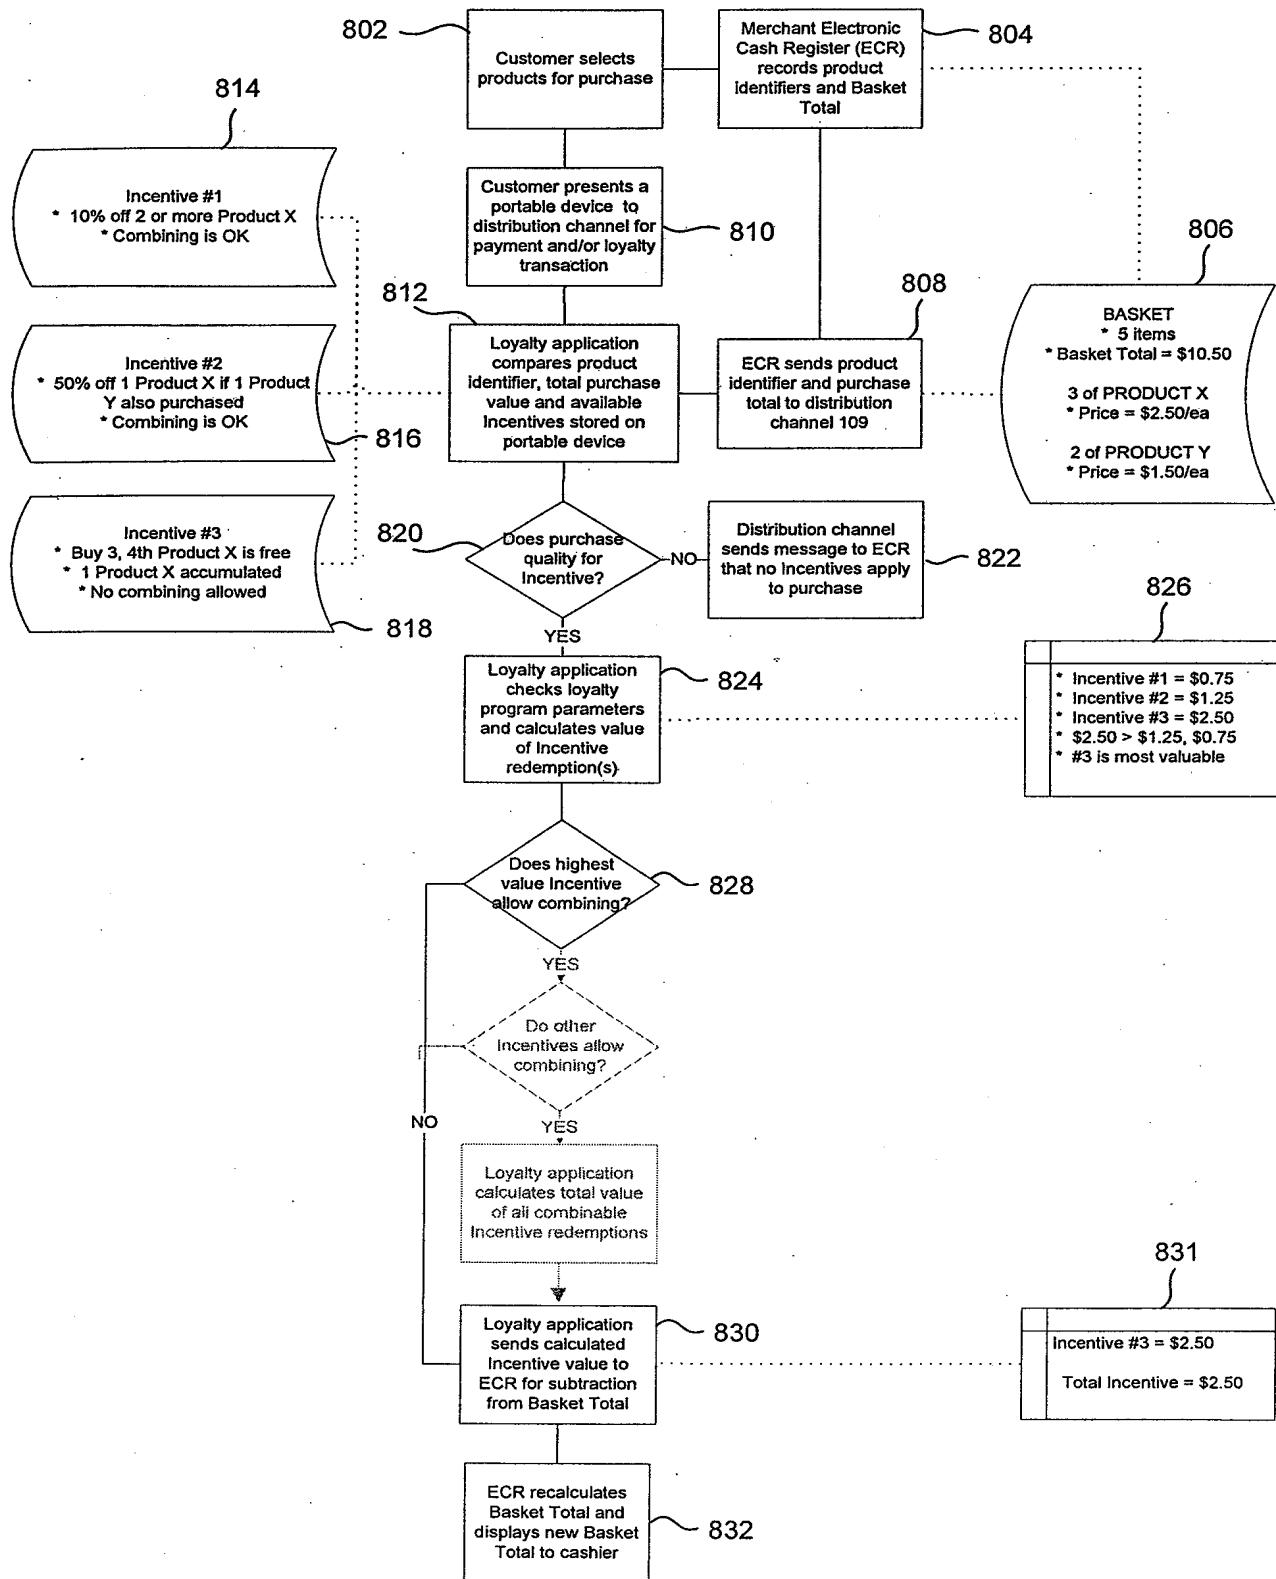 802
Customer selects
products for purchase
Merchant Electronic
Cash Register (ECR)
records product
identifiers and Basket
Total
804
814
Incentive #1
* 10% off 2 or more Product X
* Combining is OK
Customer presents a
portable device to
distribution channel for
payment and/or loyalty
transaction
810
806
812
808
Incentive #2
* 50% off 1 Product X if 1 Product
Y also purchased
* Combining is OK
816
Loyalty application
compares product
identifier, total purchase
value and available
Incentives stored on
portable device
ECR sends product
identifier and purchase
total to distribution
channel 109
BASKET
* 5 items
* Basket Total = $10.50
3 of PRODUCT X
* Price = $2.50/ea
2 of PRODUCT Y
* Price = $1.50/ea
Incentive #3
* Buy 3, 4th Product X is free
* 1 Product X accumulated
* No combining allowed
818
820
Does purchase
quality for
Incentive?
NO
Distribution channel
sends message to ECR
that no Incentives apply
to purchase
822
YES
826
Loyalty application
checks loyalty
program parameters
and calculates value
of Incentive
redemption(s)
824
* Incentive #1 = $0.75
* Incentive #2 = $1.25
* Incentive #3 = $2.50
* $2.50 > $1.25, $0.75
* #3 is most valuable
Does highest
value Incentive
allow combining?
828
YES
Do other
Incentives allow
combining?
NO
YES
Loyalty application
calculates total value
of all combinable
Incentive redemptions
831
Loyalty application
sends calculated
Incentive value to
ECR for subtraction
from Basket Total
830
Incentive #3 = $2.50
Total Incentive = $2.50
ECR recalculates
Basket Total and
displays new Basket
Total to cashier
832